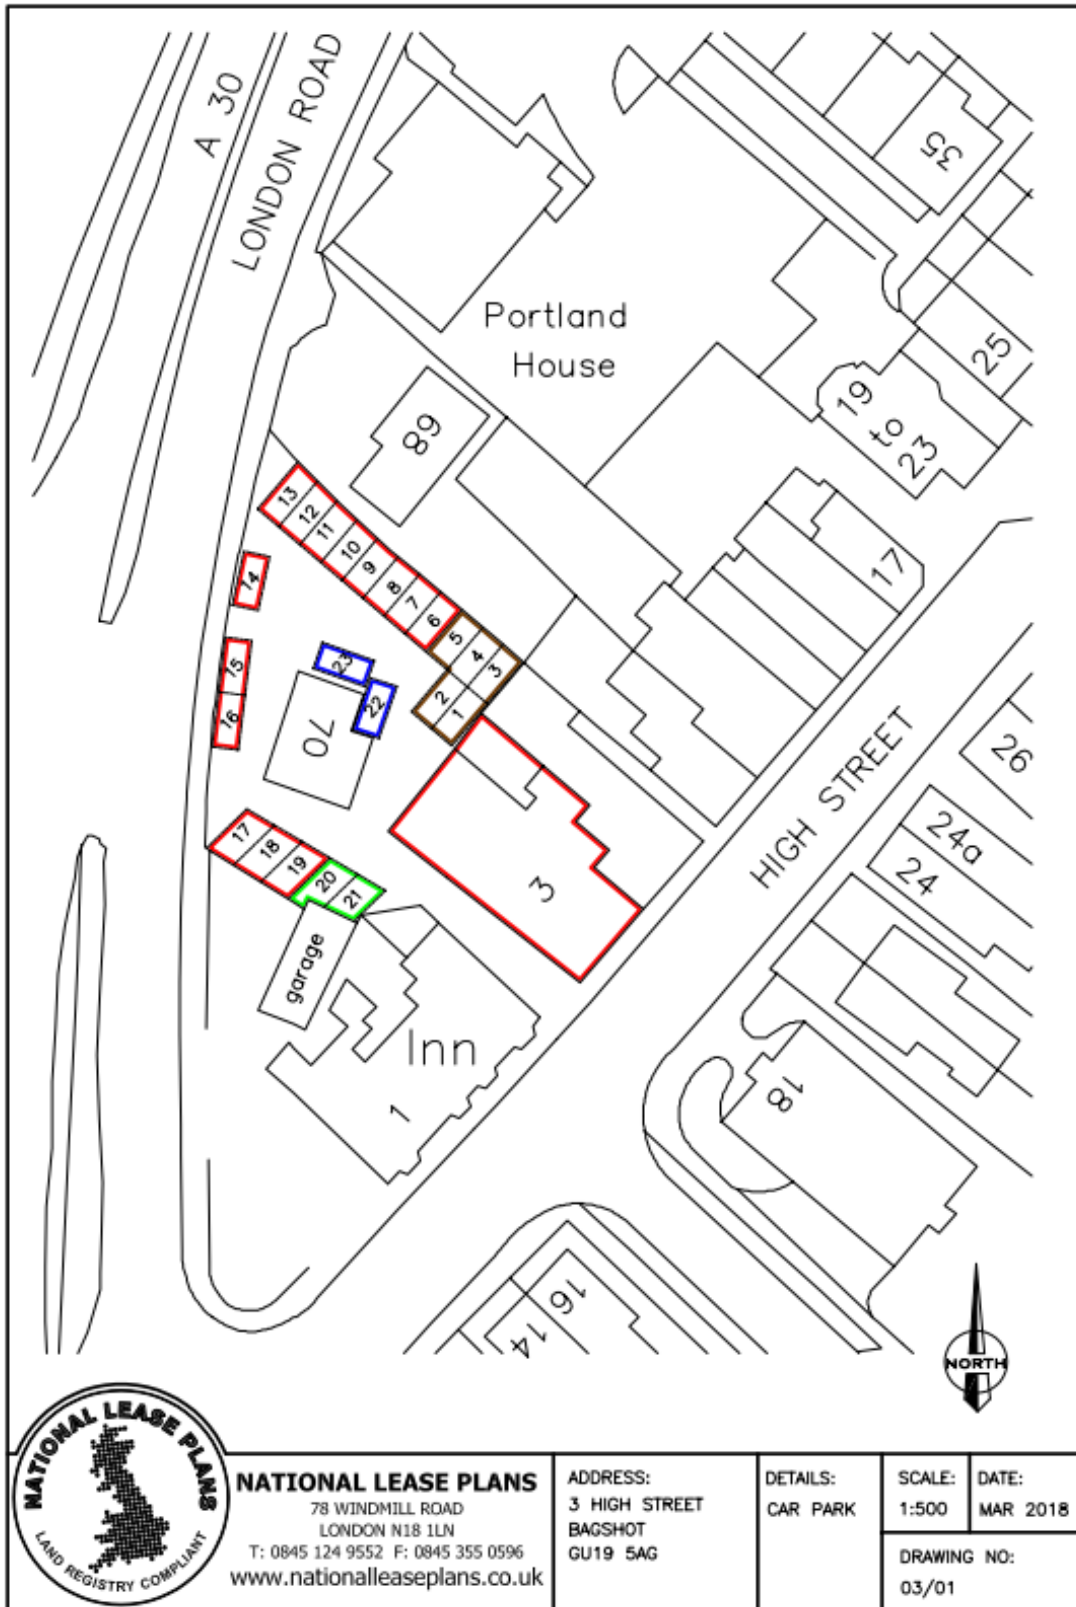 A 30
LONDON ROAD
35
Portland
House
25
19
to
23
89
17
13
12
11
10
9
8
7
6
5
4
3
2
1
14
15
16
23
22
70
17
18
19
20
21
garage
3
HIGH STREET
26
24a
24
Inn
1
18
16
14
NORTH
NATIONAL LEASE PLANS
LAND REGISTRY COMPLIANT
NATIONAL LEASE PLANS
78 WINDMILL ROAD
LONDON N18 1LN
T: 0845 124 9552 F: 0845 355 0596
www.nationalleaseplans.co.uk
ADDRESS:
3 HIGH STREET
BAGSHOT
GU19 5AG
DETAILS:
CAR PARK
SCALE:
1:500
DATE:
MAR 2018
DRAWING NO:
03/01